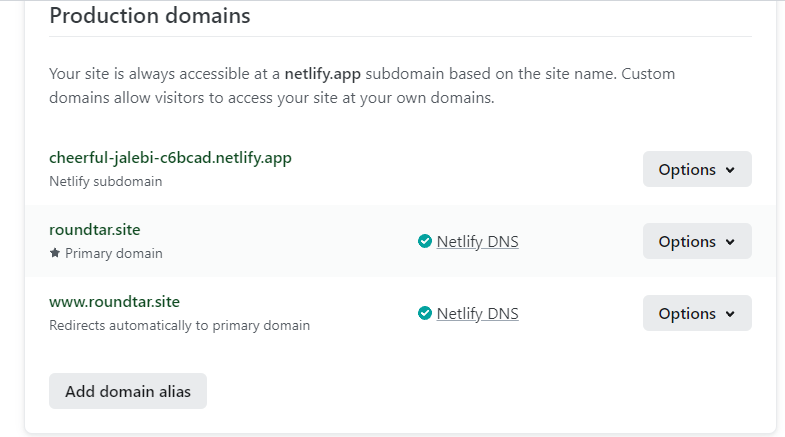 Production domains
Your site is always accessible at a netlify.app subdomain based on the site name. Custom
domains allow visitors to access your site at your own domains.
cheerful-jalebi-c6bcad.netlify.app
Netlify subdomain
Options
roundtar.site
Primary domain
Netlify DNS
Options
www.roundtar.site
Redirects automatically to primary domain
Netlify DNS
Options
Add domain alias